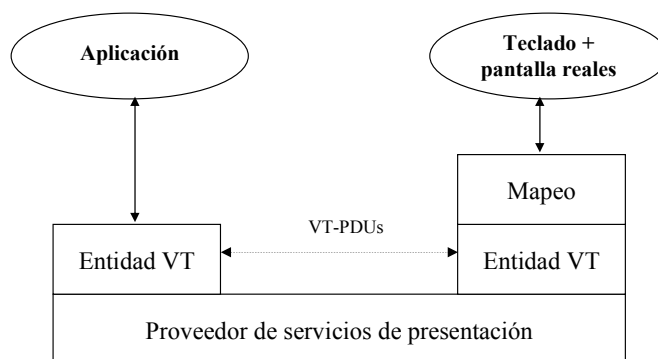 Aplicación
Teclado +
pantalla reales
Mapeo
VT-PDUs
Entidad VT
Entidad VT
Proveedor de servicios de presentación